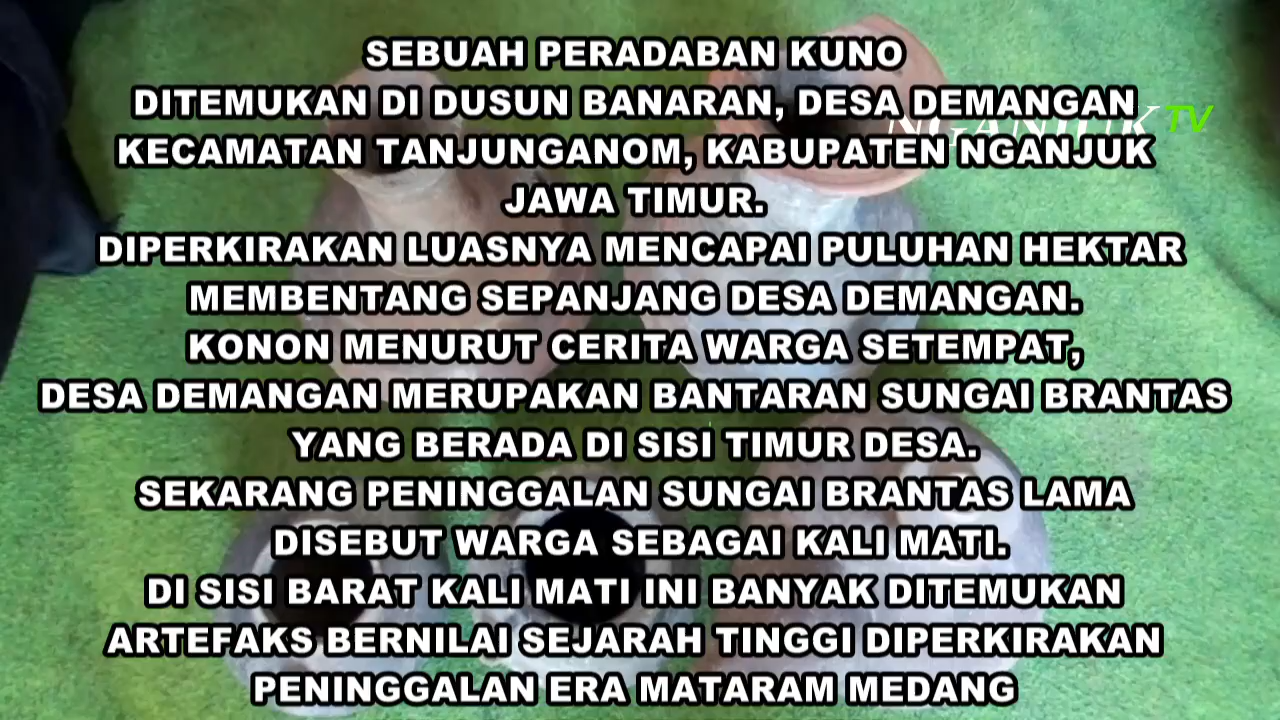 SEBUAH PERADABAN KUNO
DITEMUKAN DI DUSUN BANARAN, DESA DEMANGAN
NGANJUK TV
KECAMATAN TANJUNGANOM, KABUPATEN NGANJUK
JAWA TIMUR.
DIPERKIRAKAN LUASNYA MENCAPAI PULUHAN HEKTAR
MEMBENTANG SEPANJANG DESA DEMANGAN.
KONON MENURUT CERITA WARGA SETEMPAT,
DESA DEMANGAN MERUPAKAN BANTARAN SUNGAI BRANTAS
YANG BERADA DI SISI TIMUR DESA.
SEKARANG PENINGGALAN SUNGAI BRANTAS LAMA
DISEBUT WARGA SEBAGAI KALI MATI.
DI SISI BARAT KALI MATI INI BANYAK DITEMUKAN
ARTEFAKS BERNILAI SEJARAH TINGGI DIPERKIRAKAN
PENINGGALAN ERA MATARAM MEDANG